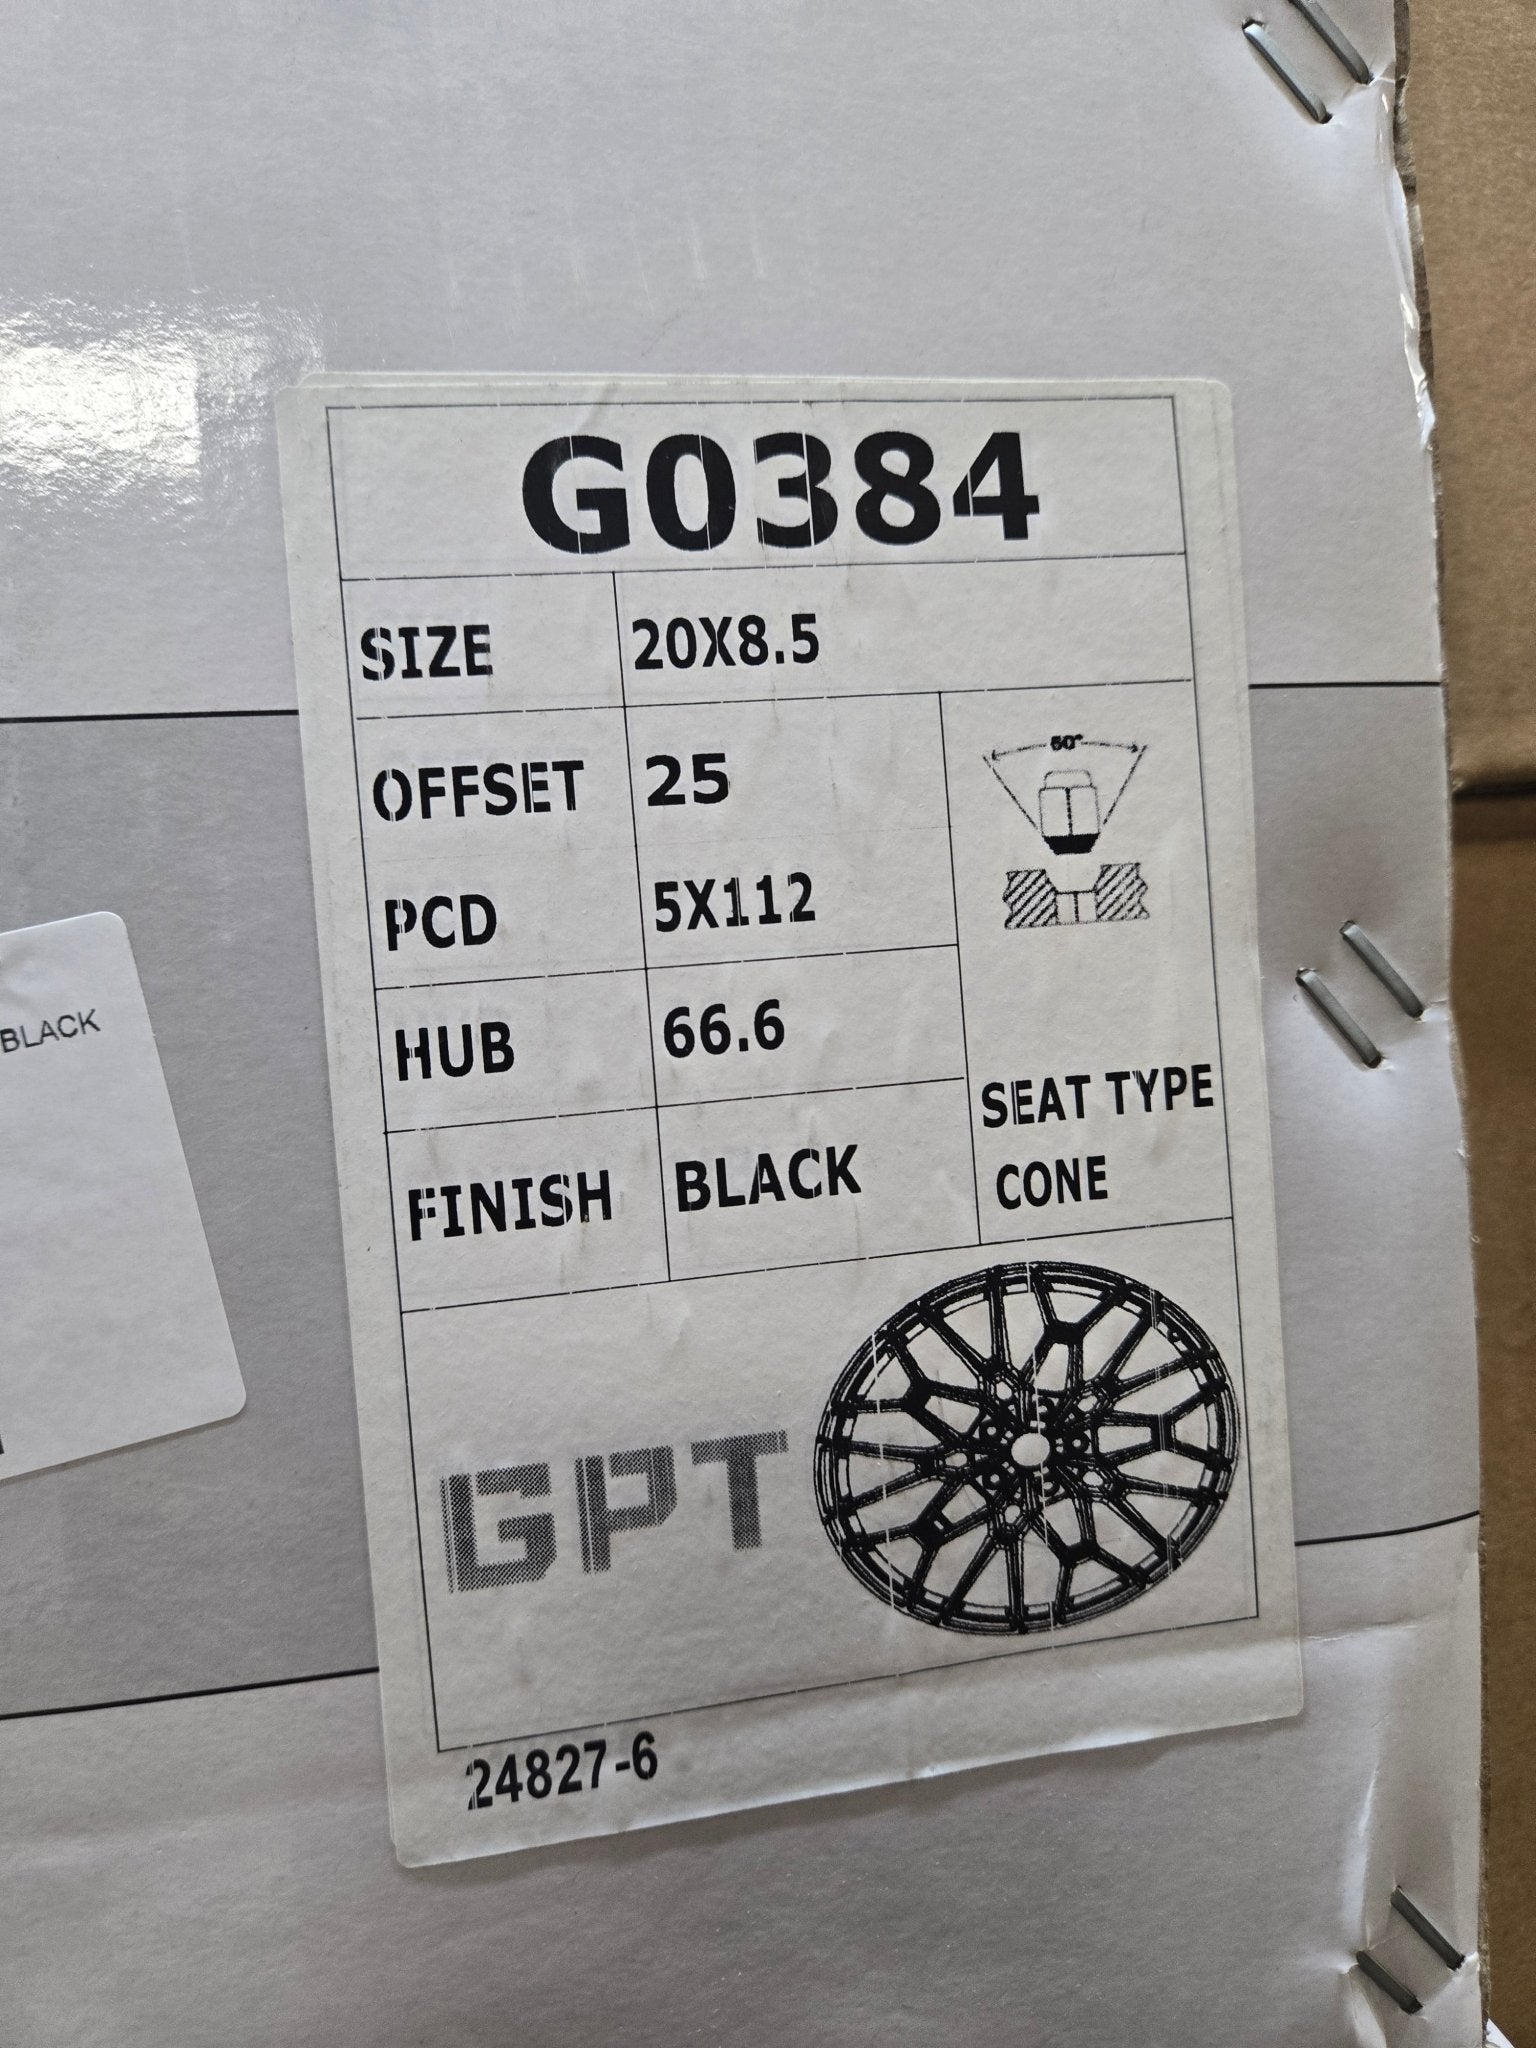 G0384
SIZE 20X8.5
OFFSET 25
60°
PCD 5X112
HUB 66.6
SEAT TYPE
CONE
FINISH BLACK
GPT
24827-6
BLACK